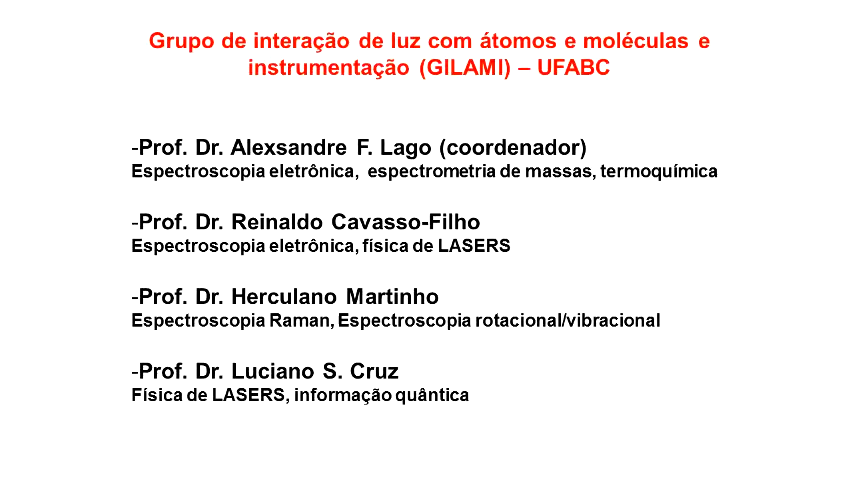 Grupo de interação de luz com átomos e moléculas e
instrumentação (GILAMI) – UFABC
-Prof. Dr. Alexsandre F. Lago (coordenador)
Espectroscopia eletrônica, espectrometria de massas, termoquímica
-Prof. Dr. Reinaldo Cavasso-Filho
Espectroscopia eletrônica, física de LASERS
-Prof. Dr. Herculano Martinho
Espectroscopia Raman, Espectroscopia rotacional/vibracional
-Prof. Dr. Luciano S. Cruz
Física de LASERS, informação quântica